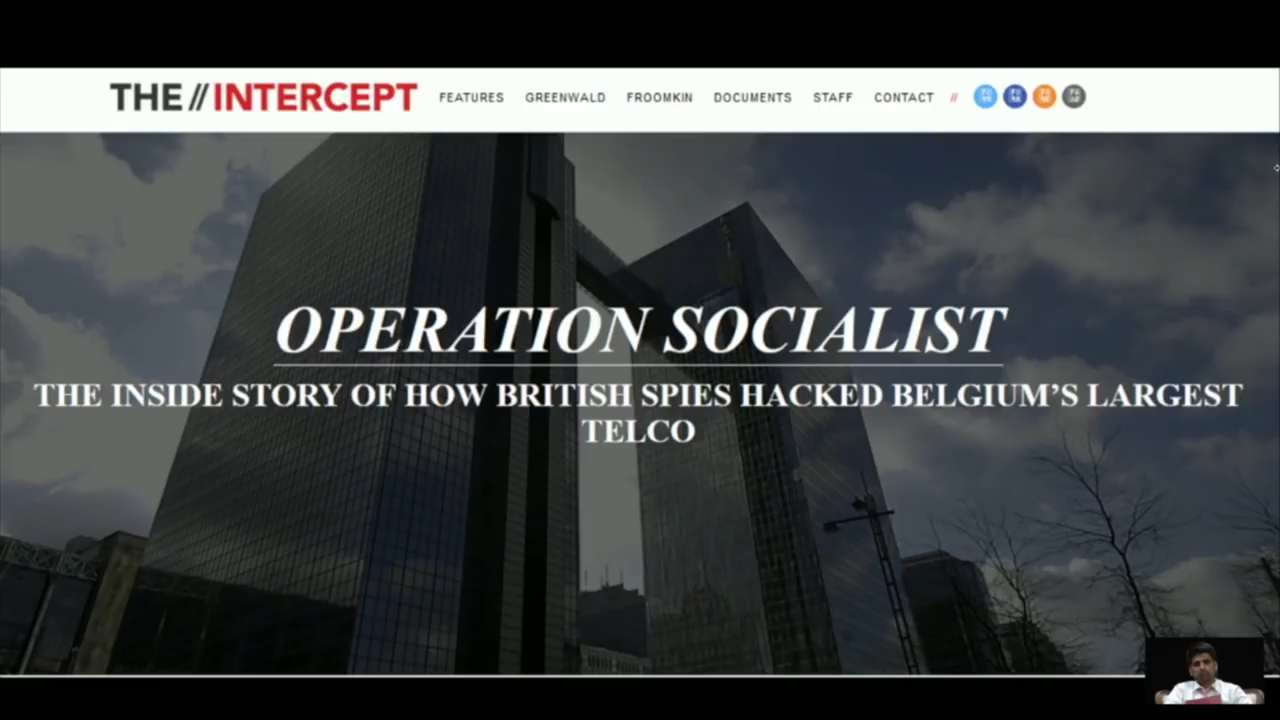 THE//INTERCEPT FEATURES GREENWALD FROOMKIN DOCUMENTS STAFF CONTACT //
OPERATION SOCIALIST
THE INSIDE STORY OF HOW BRITISH SPIES HACKED BELGIUM'S LARGEST
TELCO